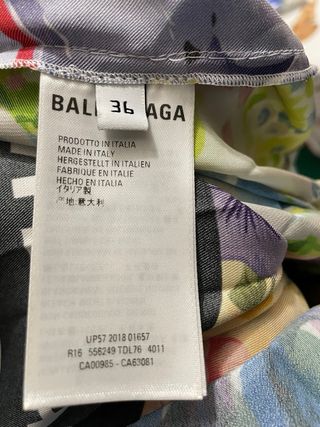 BAL AGA
36
PRODOTTO IN ITALIA
MADE IN ITALY
HERGESTELLT IN ITALIEN
FABRIQUE EN ITALIE
HECHO EN ITALIA
イタリア製
产地:意大利
UP57 2018 01657
R16 556249 TDL76 4011
CA00985 - CA63081